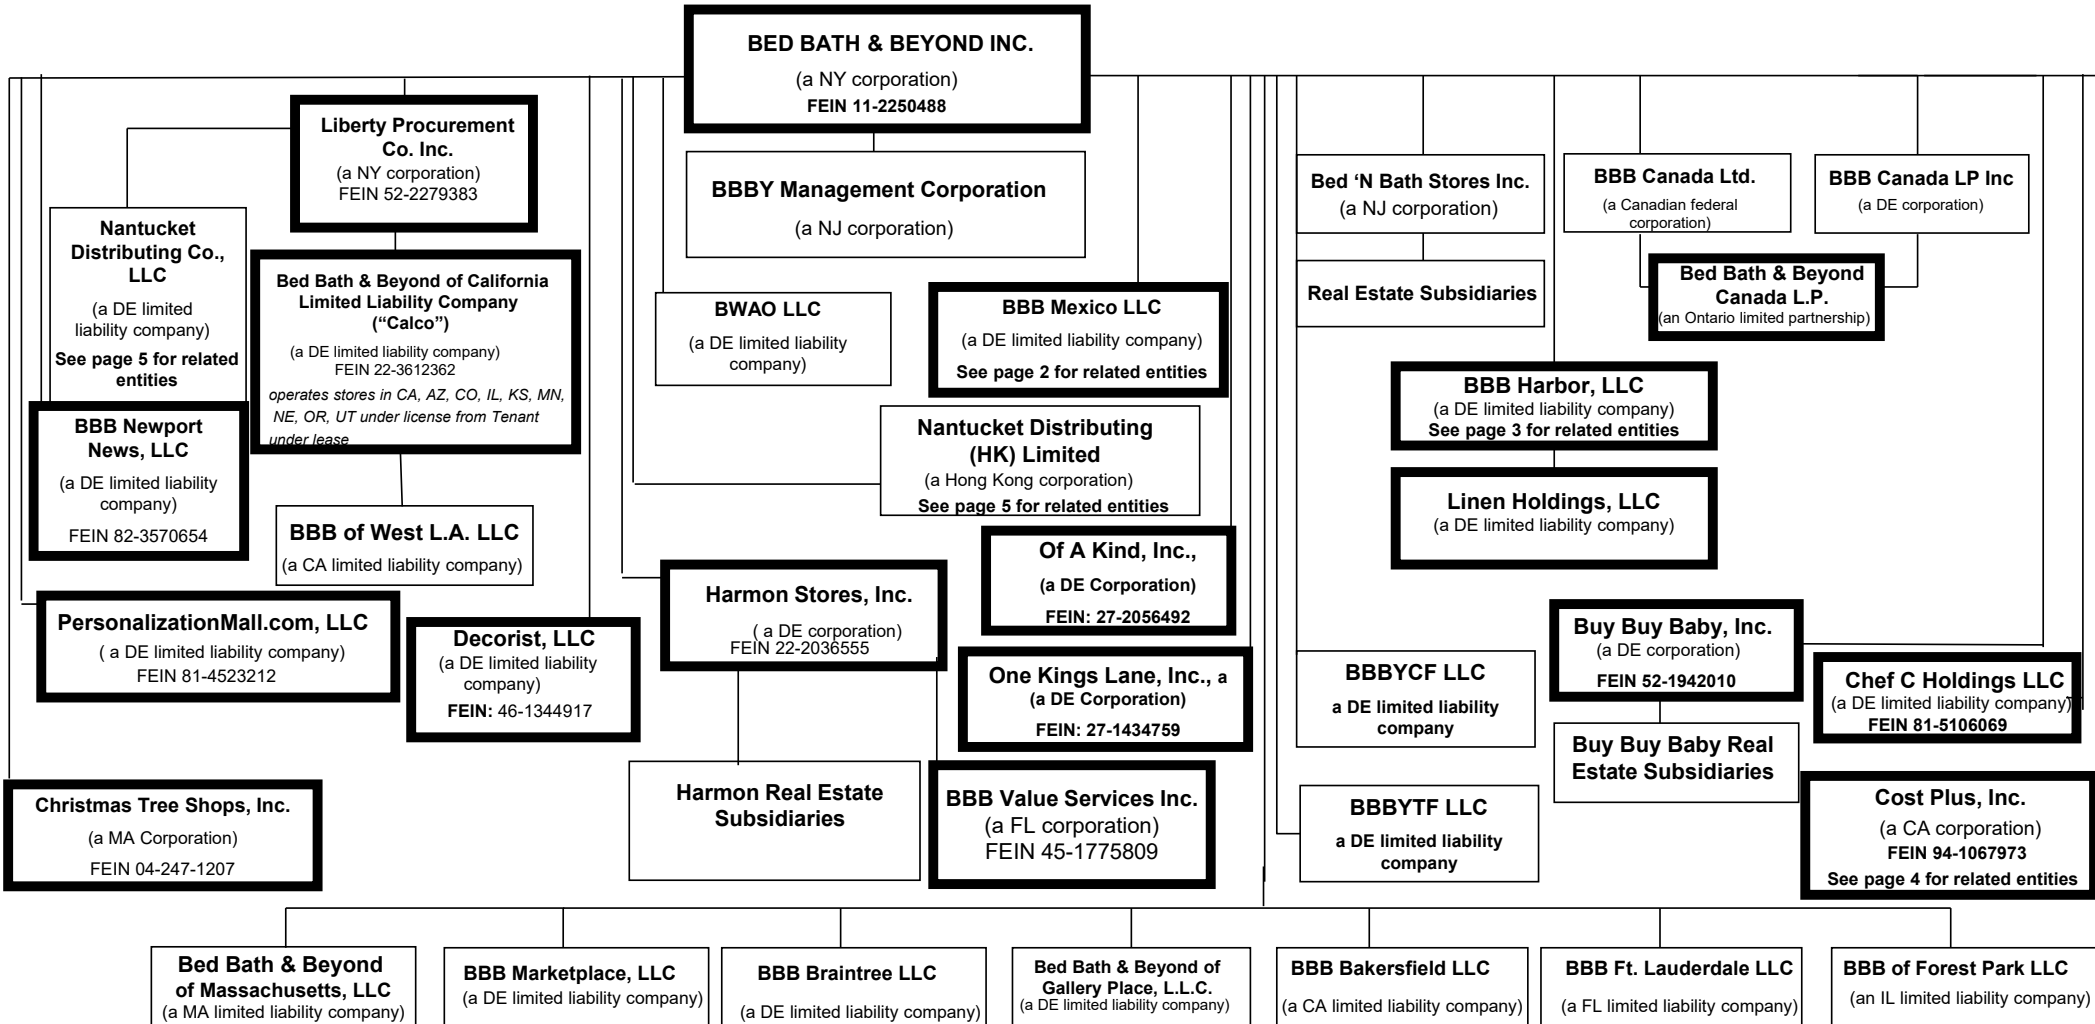 BED BATH & BEYOND INC.
(a NY corporation)
FEIN 11-2250488
Liberty Procurement
Co. Inc.
(a NY corporation)
FEIN 52-2279383
BBBY Management Corporation
(a NJ corporation)
Bed ‘N Bath Stores Inc.
(a NJ corporation)
BBB Canada Ltd.
(a Canadian federal
corporation)
BBB Canada LP Inc
(a DE corporation)
Nantucket
Distributing Co.,
LLC
(a DE limited
liability company)
See page 5 for related
entities
Bed Bath & Beyond of California
Limited Liability Company
(“Calco”)
(a DE limited liability company)
FEIN 22-3612362
operates stores in CA, AZ, CO, IL, KS, MN,
NE, OR, UT under license from Tenant
under lease
BWAO LLC
(a DE limited liability
company)
BBB Mexico LLC
(a DE limited liability company)
See page 2 for related entities
Real Estate Subsidiaries
Bed Bath & Beyond
Canada L.P.
(an Ontario limited partnership)
BBB Newport
News, LLC
(a DE limited liability
company)
FEIN 82-3570654
BBB of West L.A. LLC
(a CA limited liability company)
Nantucket Distributing
(HK) Limited
(a Hong Kong corporation)
See page 5 for related entities
BBB Harbor, LLC
(a DE limited liability company)
See page 3 for related entities
Linen Holdings, LLC
(a DE limited liability company)
PersonalizationMall.com, LLC
( a DE limited liability company)
FEIN 81-4523212
Decorist, LLC
(a DE limited liability
company)
FEIN: 46-1344917
Harmon Stores, Inc.
( a DE corporation)
FEIN 22-2036555
Of A Kind, Inc.,
(a DE Corporation)
FEIN: 27-2056492
One Kings Lane, Inc., a
(a DE Corporation)
FEIN: 27-1434759
BBBYCF LLC
a DE limited liability
company
Buy Buy Baby, Inc.
(a DE corporation)
FEIN 52-1942010
Chef C Holdings LLC
(a DE limited liability company)
FEIN 81-5106069
Buy Buy Baby Real
Estate Subsidiaries
Christmas Tree Shops, Inc.
(a MA Corporation)
FEIN 04-247-1207
Harmon Real Estate
Subsidiaries
BBB Value Services Inc.
(a FL corporation)
FEIN 45-1775809
BBBYTF LLC
a DE limited liability
company
Cost Plus, Inc.
(a CA corporation)
FEIN 94-1067973
See page 4 for related entities
Bed Bath & Beyond
of Massachusetts, LLC
(a MA limited liability company)
BBB Marketplace, LLC
(a DE limited liability company)
BBB Braintree LLC
(a DE limited liability company)
Bed Bath & Beyond of
Gallery Place, L.L.C.
(a DE limited liability company)
BBB Bakersfield LLC
(a CA limited liability company)
BBB Ft. Lauderdale LLC
(a FL limited liability company)
BBB of Forest Park LLC
(an IL limited liability company)